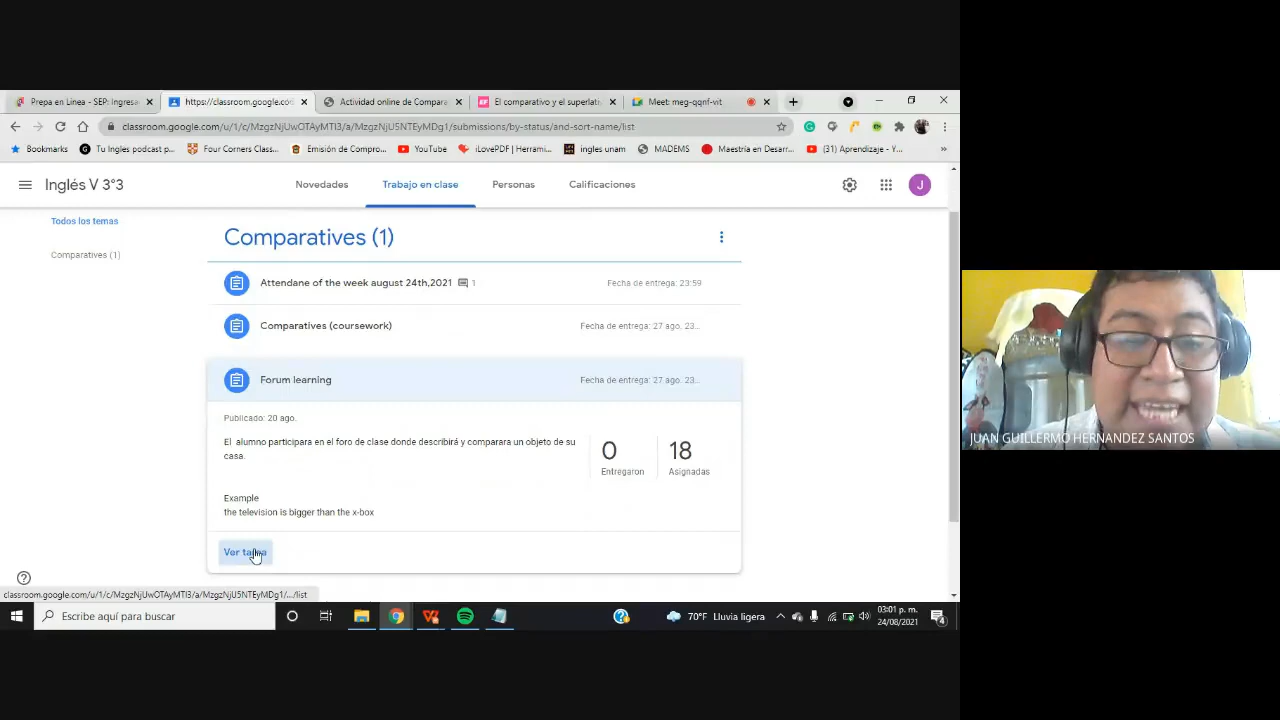 Prepa en Linea - SEP: Ingresa
https://classroom.google.co
Actividad online de Compara
El comparativo y el superlati
Meet: meg-qqnf-vit
classroom.google.com/u/1/c/MzgzNjUwOTAyMTI3/a/MzgzNjU5NTEyMDg1/submissions/by-status/and-sort-name/list
Bookmarks
Tu Ingles podcast p...
Four Corners Class...
Emisión de Compro...
YouTube
iLovePDF | Herrami...
ingles unam
MADEMS
Maestría en Desarr...
(31) Aprendizaje - Y...
»
Inglés V 3°3
Novedades
Trabajo en clase
Personas
Calificaciones
J
Todos los temas
Comparatives (1)
Comparatives (1)
Attendane of the week august 24th,2021
1
Fecha de entrega: 23:59
Comparatives (coursework)
Fecha de entrega: 27 ago. 23...
Forum learning
Fecha de entrega: 27 ago. 23...
Publicado: 20 ago.
El alumno participara en el foro de clase donde describirá y comparara un objeto de su
casa.
0
Entregaron
18
Asignadas
Example
the television is bigger than the x-box
Ver tarea
classroom.google.com/u/1/c/MzgzNjUwOTAyMTI3/a/MzgzNjU5NTEyMDg1/.../list
Escribe aquí para buscar
70°F Lluvia ligera
03:01 p. m.
24/08/2021
4
JUAN GUILLERMO HERNANDEZ SANTOS